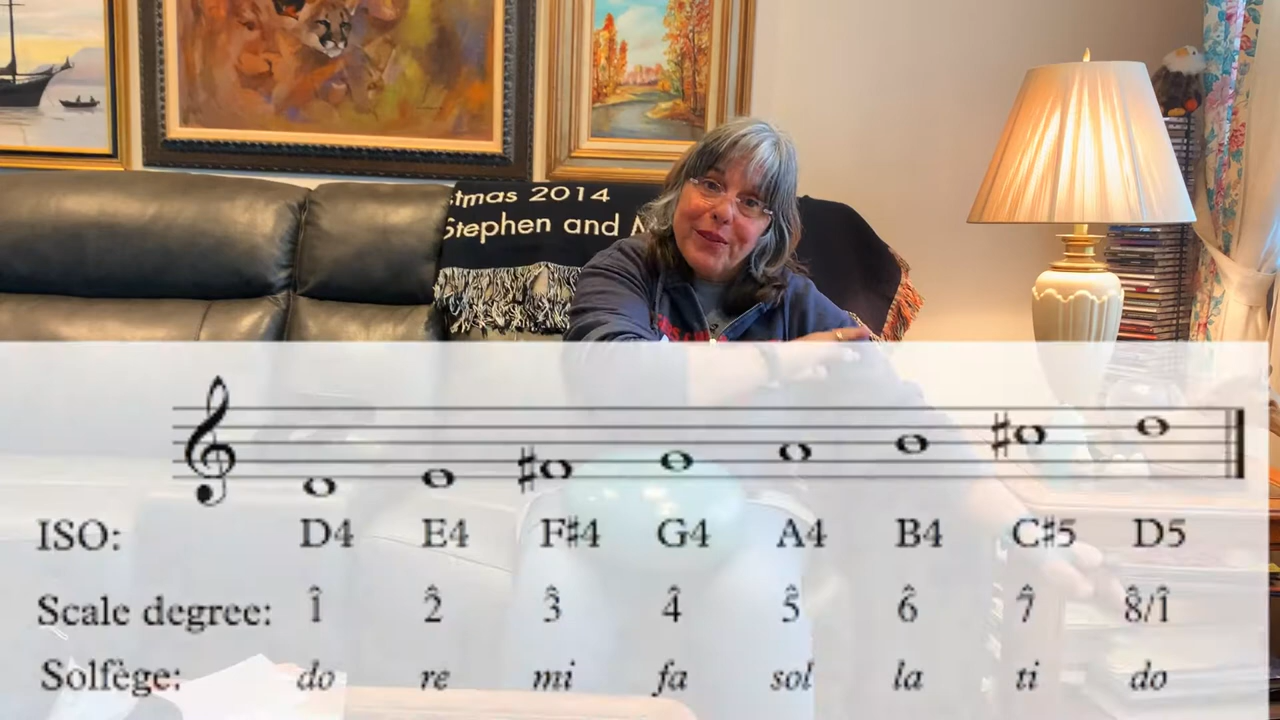 stmas 2014
Stephen and
ISO: D4 E4 F♯4 G4 A4 B4 C♯5 D5
Scale degree: 1̂ 2̂ 3̂ 4̂ 5̂ 6̂ 7̂ 8̂/1̂
Solfège: do re mi fa sol la ti do